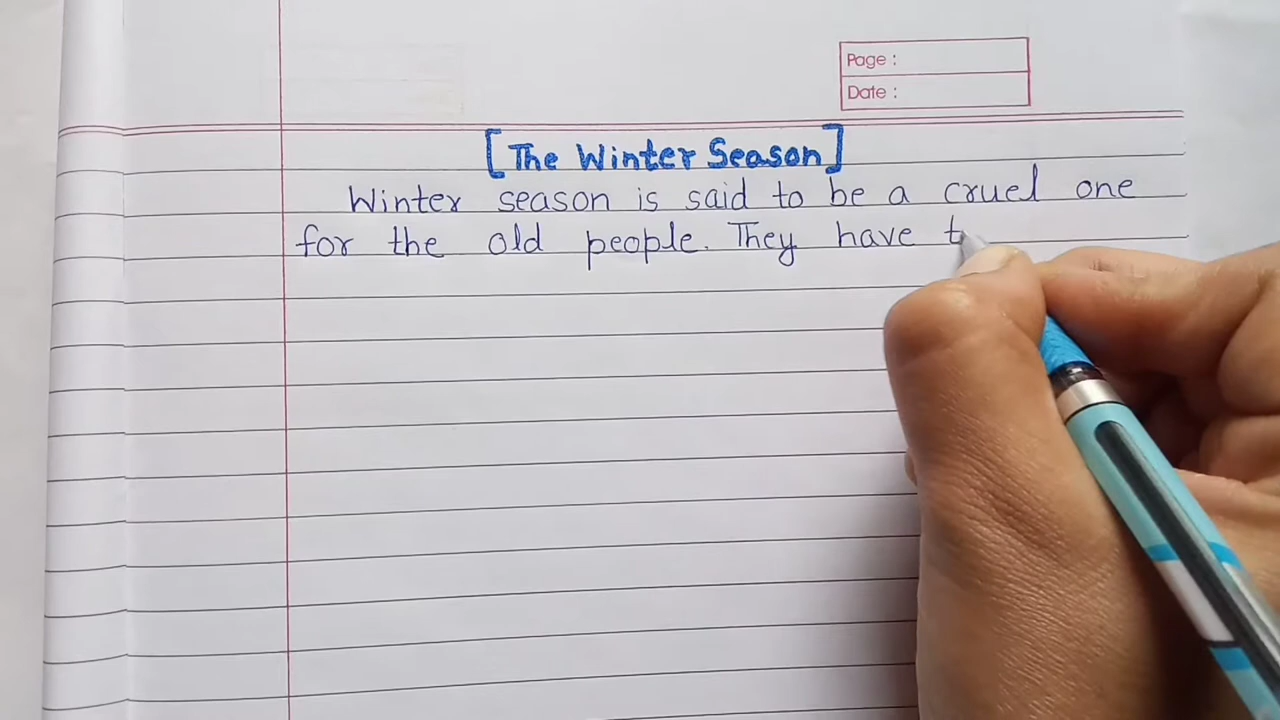 Page :
Date :
[The Winter Season]
Winter season is said to be a cruel one
for the old people. They have t